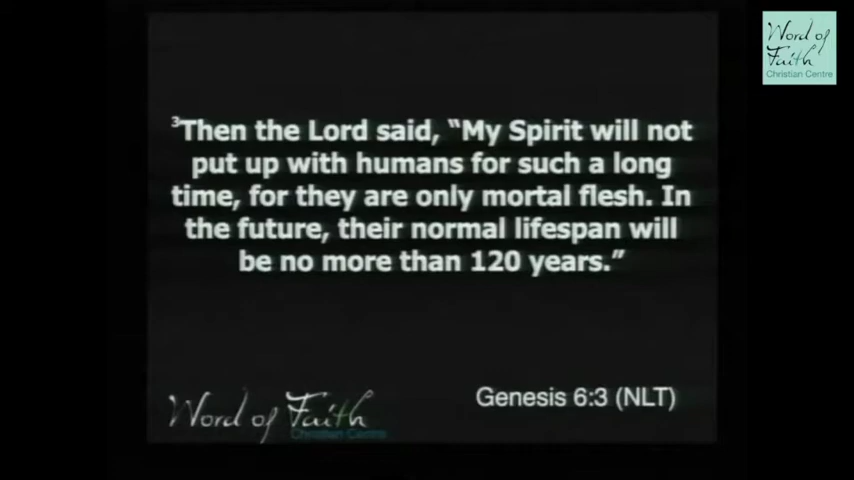 Word of
Faith
Christian Centre
³Then the Lord said, “My Spirit will not
put up with humans for such a long
time, for they are only mortal flesh. In
the future, their normal lifespan will
be no more than 120 years.”
Genesis 6:3 (NLT)
Word of Faith
Christian Centre